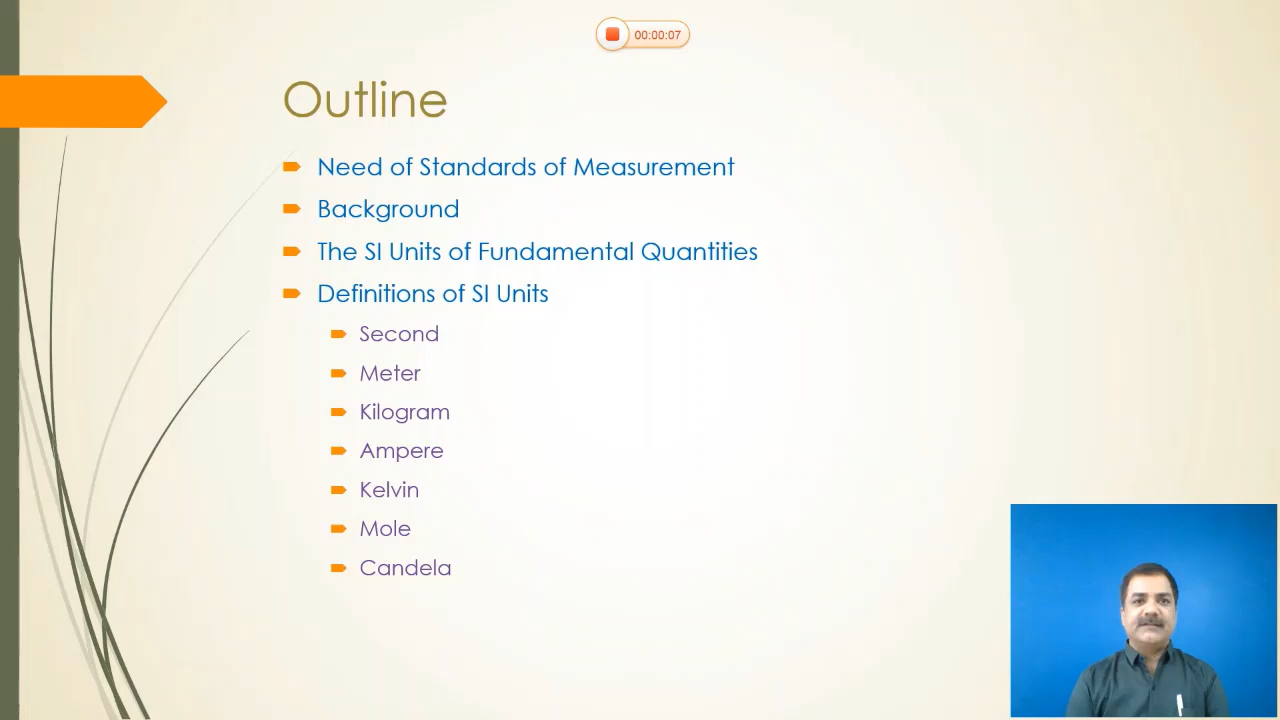 00:00:07
Outline
Need of Standards of Measurement
Background
The SI Units of Fundamental Quantities
Definitions of SI Units
Second
Meter
Kilogram
Ampere
Kelvin
Mole
Candela